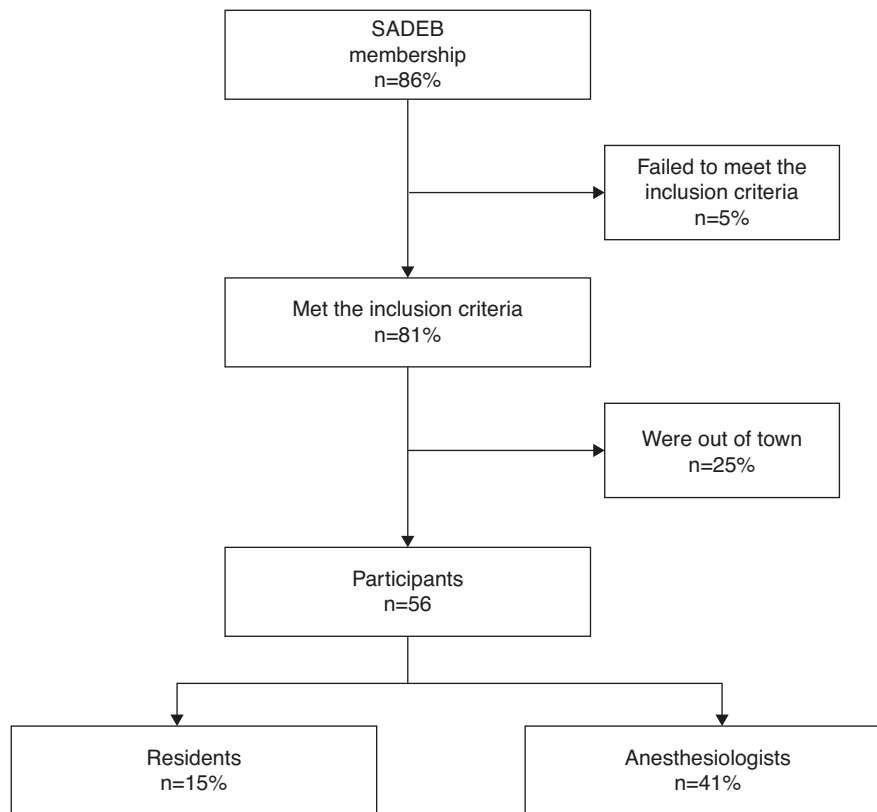 SADEB
membership
n=86%
Failed to meet the
inclusion criteria
n=5%
Met the inclusion criteria
n=81%
Were out of town
n=25%
Participants
n=56
Residents
n=15%
Anesthesiologists
n=41%